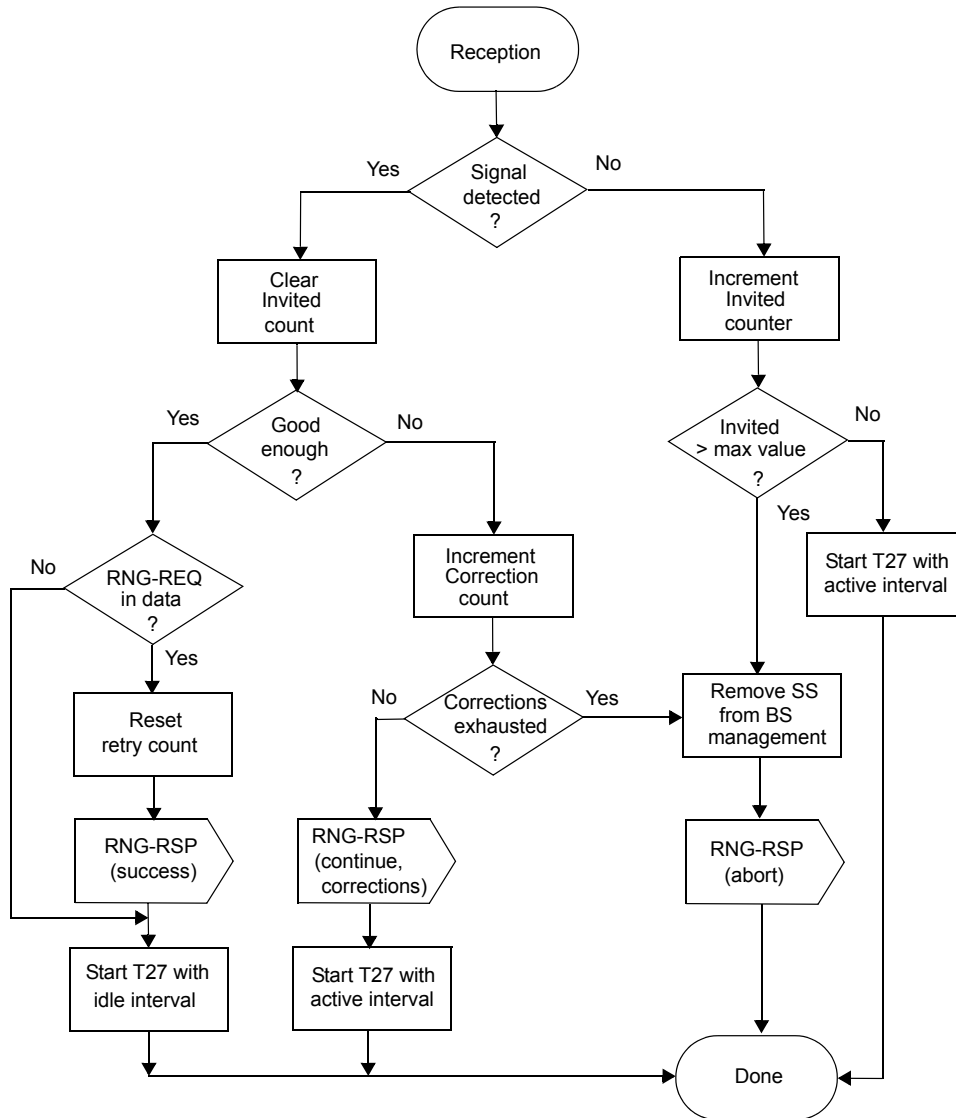 Reception
Yes
Signal
detected
?
No
Clear
Invited
count
Increment
Invited
counter
Yes
Good
enough
?
No
Invited
> max value
?
No
Yes
No
RNG-REQ
in data
?
Yes
Increment
Correction
count
Start T27 with
active interval
Reset
retry count
No
Corrections
exhausted
?
Yes
Remove SS
from BS
management
RNG-RSP
(success)
RNG-RSP
(continue,
corrections)
RNG-RSP
(abort)
Start T27 with
idle interval
Start T27 with
active interval
Done